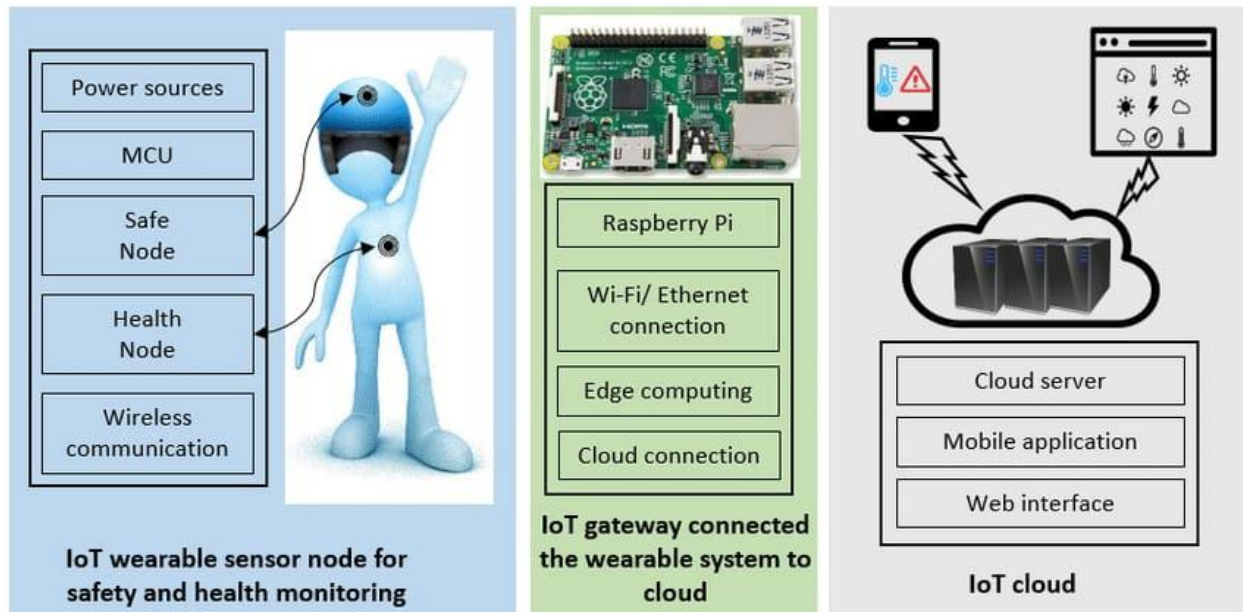 Power sources
MCU
Safe
Node
Health
Node
Wireless
communication
IoT wearable sensor node for
safety and health monitoring
Raspberry Pi
Wi-Fi/ Ethernet
connection
Edge computing
Cloud connection
IoT gateway connected
the wearable system to
cloud
Cloud server
Mobile application
Web interface
IoT cloud